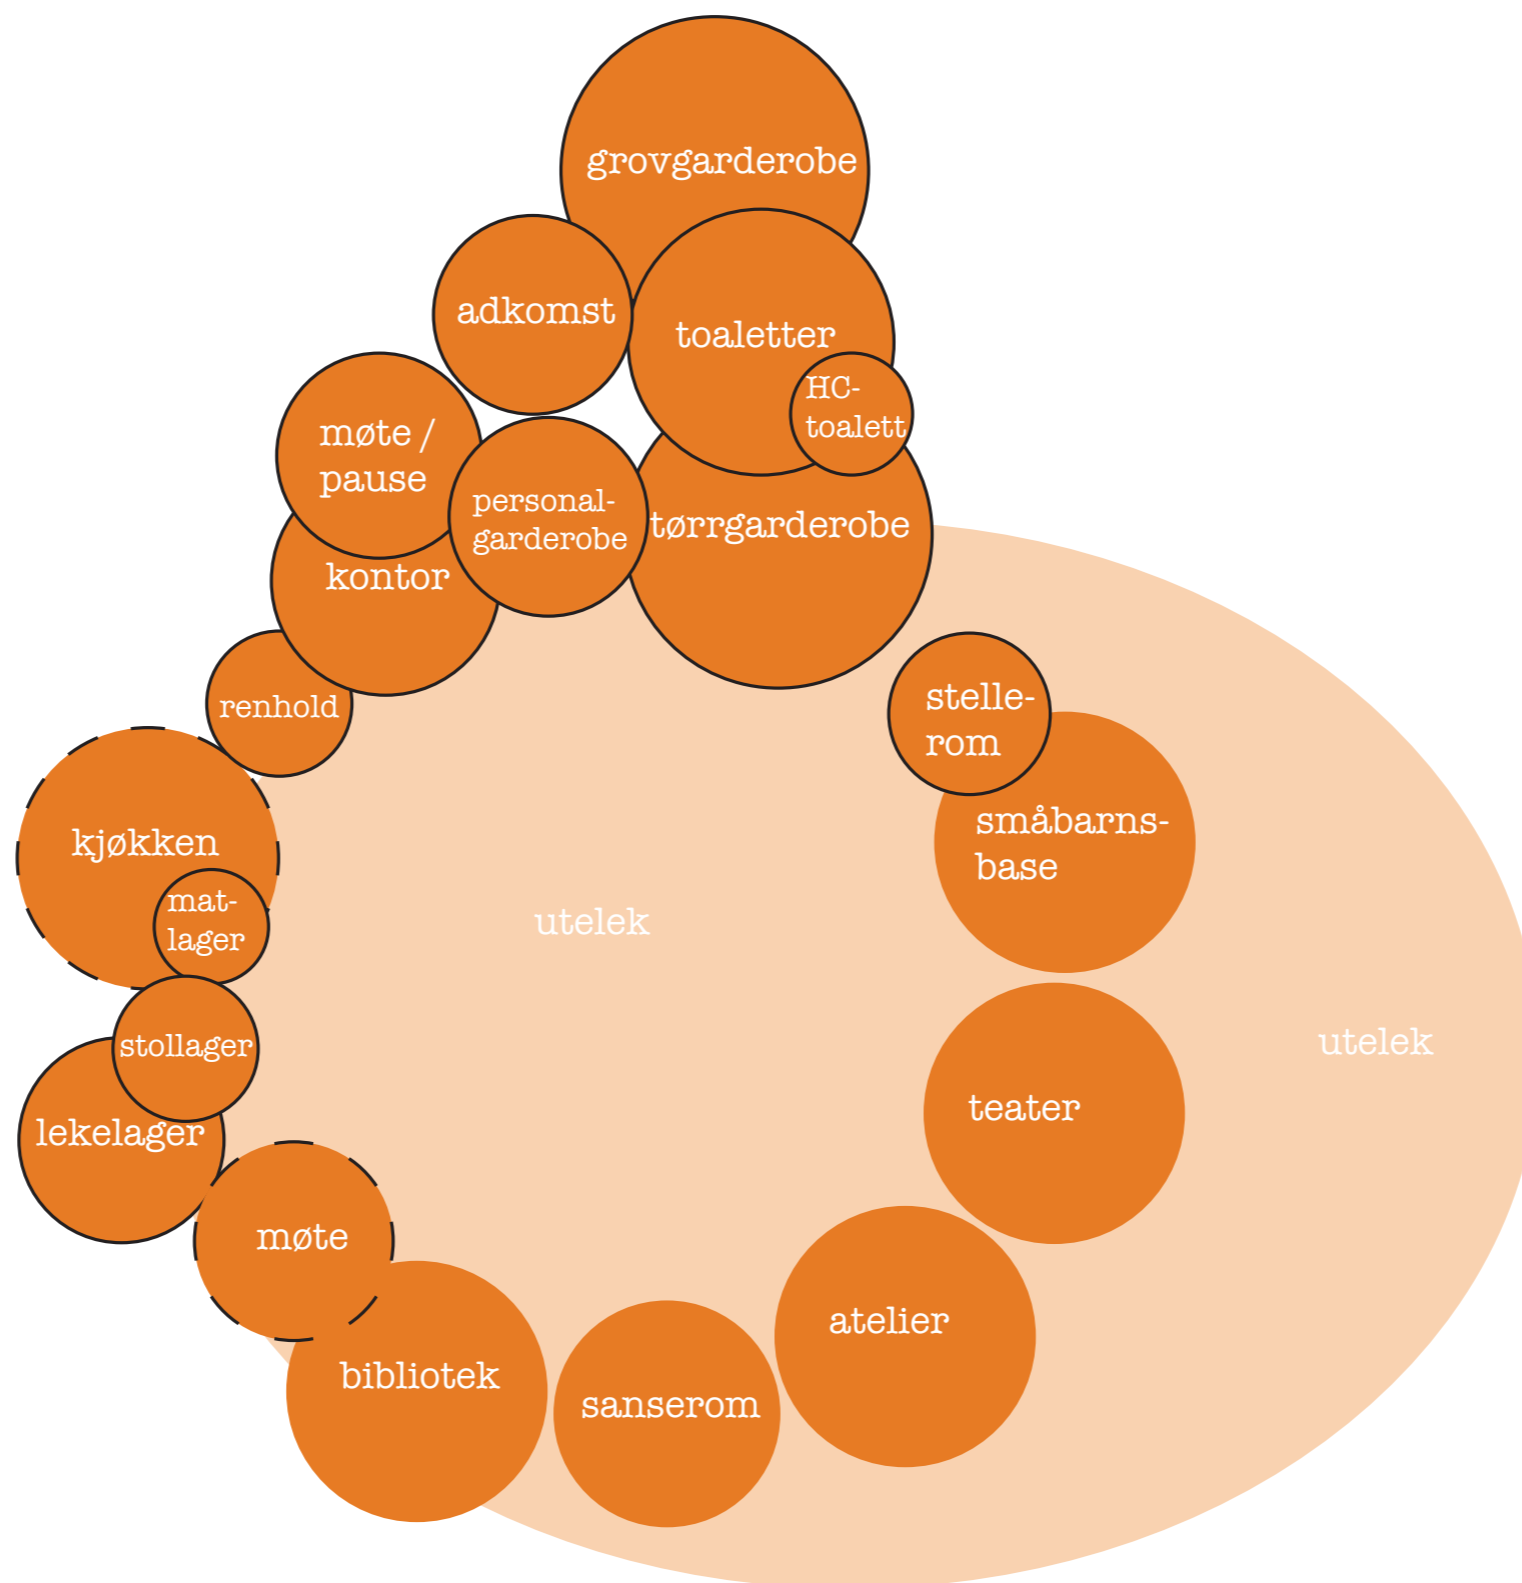 grovgarderobe
adkomst
toaletter
HC-
toalett
møte /
pause
personal-
garderobe
tørrgarderobe
kontor
renhold
stelle-
rom
småbarns-
base
kjøkken
mat-
lager
utelek
utelek
stollager
lekelager
teater
møte
atelier
bibliotek
sanserom